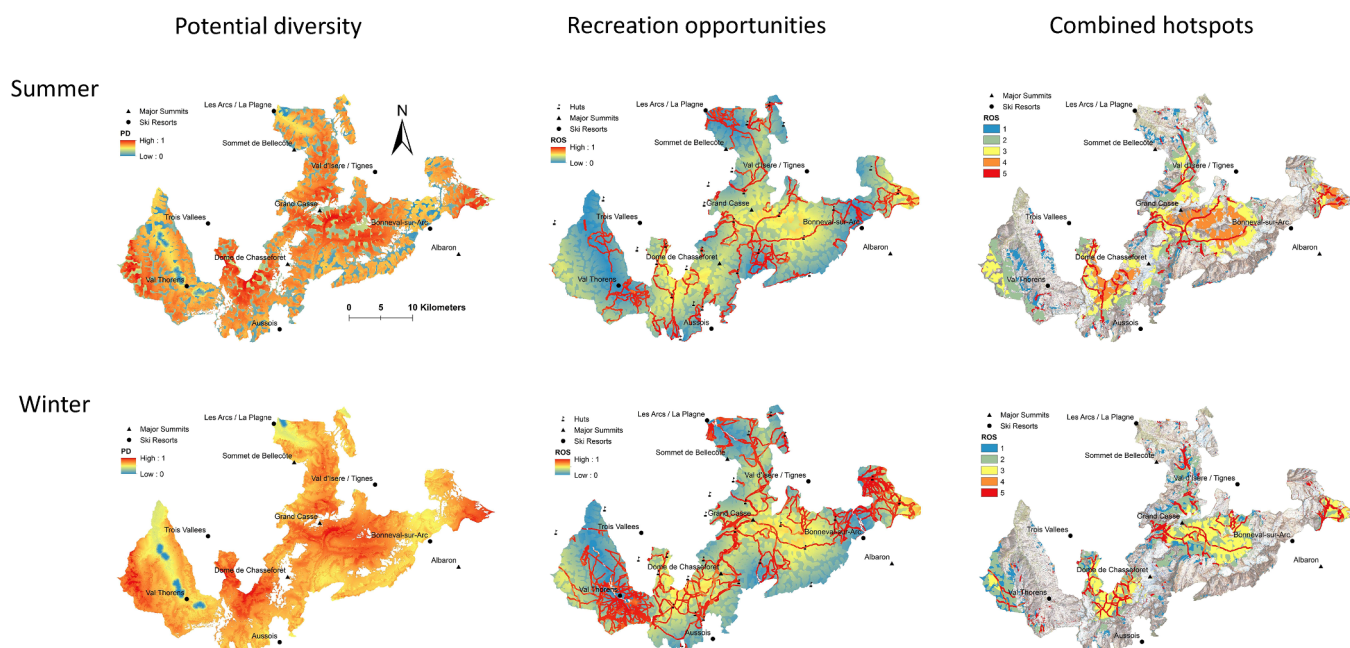 Potential diversity
Recreation opportunities
Combined hotspots
Summer
Major Summits
Ski Resorts
PD
High : 1
Low : 0
Les Arcs / La Plagne
N
Sommet de Bellecôte
Val d'Isere / Tignes
Grand Casse
Trois Vallees
Bonneval-sur-Arc
Albaron
Dome de Chasseforet
Val Thorens
Aussois
0 5 10 Kilometers
Huts
Major Summits
Ski Resorts
ROS
High : 1
Low : 0
Les Arcs / La Plagne
Sommet de Bellecôte
Val d'Isere / Tignes
Grand Casse
Trois Vallees
Bonneval-sur-Arc
Albaron
Dome de Chasseforet
Val Thorens
Aussois
Major Summits
Ski Resorts
ROS
1
2
3
4
5
Les Arcs / La Plagne
Sommet de Bellecôte
Val d'Isere / Tignes
Grand Casse
Trois Vallees
Bonneval-sur-Arc
Albaron
Dome de Chasseforet
Val Thorens
Aussois
Winter
Major Summits
Ski Resorts
PD
High : 1
Low : 0
Les Arcs / La Plagne
Sommet de Bellecôte
Val d'Isere / Tignes
Grand Casse
Trois Vallees
Bonneval-sur-Arc
Albaron
Dome de Chasseforet
Val Thorens
Aussois
Huts
Major Summits
Ski Resorts
ROS
High : 1
Low : 0
Les Arcs / La Plagne
Sommet de Bellecôte
Val d'Isere / Tignes
Grand Casse
Trois Vallees
Bonneval-sur-Arc
Albaron
Dome de Chasseforet
Val Thorens
Aussois
Major Summits
Ski Resorts
ROS
1
2
3
4
5
Les Arcs / La Plagne
Sommet de Bellecôte
Val d'Isere / Tignes
Grand Casse
Trois Vallees
Bonneval-sur-Arc
Albaron
Dome de Chasseforet
Val Thorens
Aussois